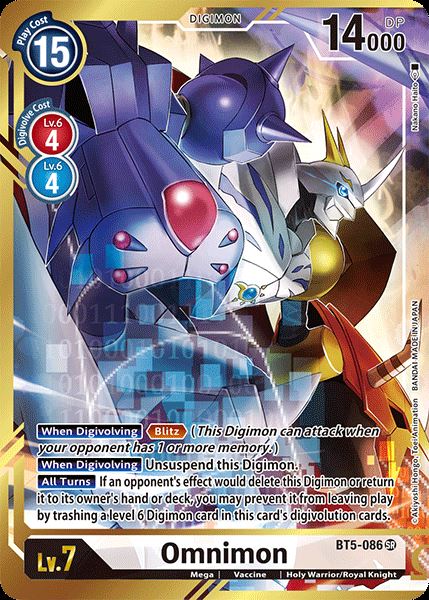 Play Cost
15
DIGIMON
DP
14000
Digivolve Cost
Lv.6
4
Lv.6
4
Nakano Haito
When Digivolving Blitz (This Digimon can attack when
your opponent has 1 or more memory.)
When Digivolving Unsuspend this Digimon.
All Turns If an opponent's effect would delete this Digimon or return
it to its owner's hand or deck, you may prevent it from leaving play
by trashing a level 6 Digimon card in this card's digivolution cards.
©Akiyoshi Hongo, Toei Animation BANDAI MADE IN JAPAN
Lv.7
Omnimon
BT5-086 SR
Mega | Vaccine | Holy Warrior/Royal Knight